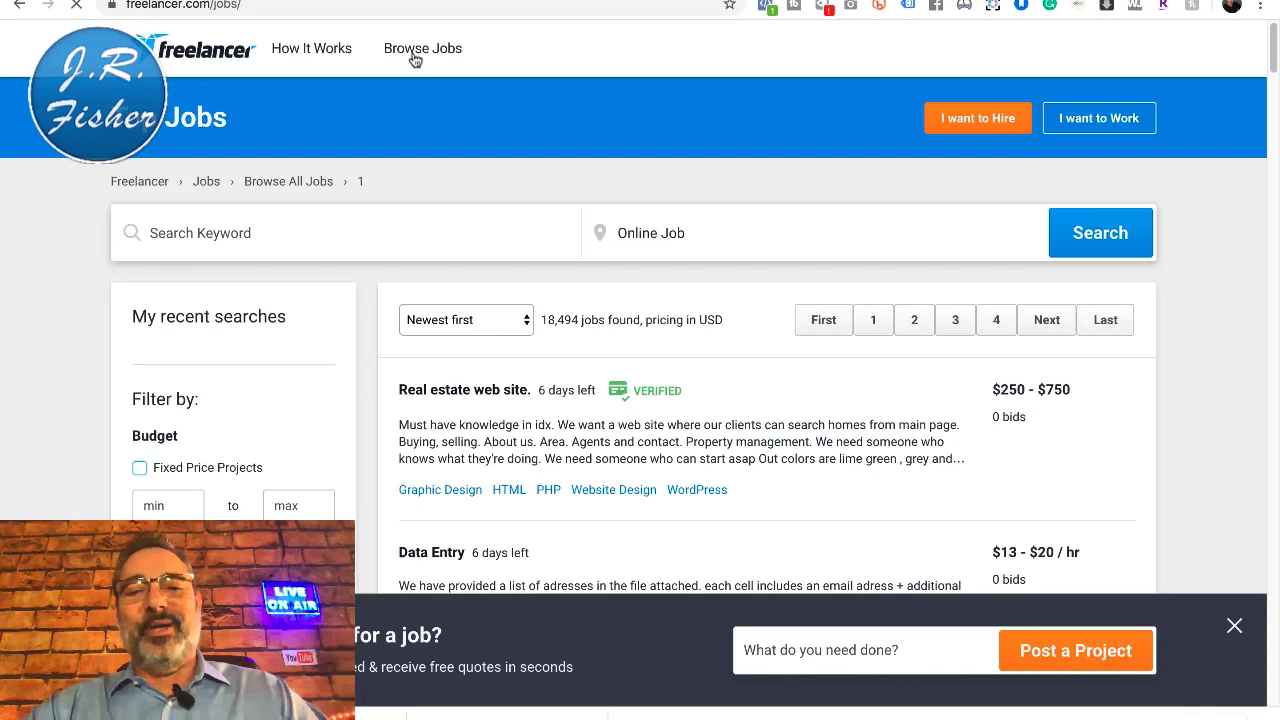 freelancer.com/jobs/
freelancer
How It Works
Browse Jobs
J.R.
Fisher
Jobs
I want to Hire
I want to Work
Freelancer › Jobs › Browse All Jobs › 1
Search Keyword
Online Job
Search
My recent searches
Filter by:
Budget
Fixed Price Projects
min
to
max
Newest first
18,494 jobs found, pricing in USD
First
1
2
3
4
Next
Last
Real estate web site. 6 days left VERIFIED
$250 - $750
0 bids
Must have knowledge in idx. We want a web site where our clients can search homes from main page.
Buying, selling. About us. Area. Agents and contact. Property management. We need someone who
knows what they're doing. We need someone who can start asap Out colors are lime green , grey and…
Graphic Design HTML PHP Website Design WordPress
Data Entry 6 days left
$13 - $20 / hr
0 bids
We have provided a list of adresses in the file attached. each cell includes an email adress + additional
for a job?
ed & receive free quotes in seconds
What do you need done?
Post a Project
LIVE
ON AIR
YouTube